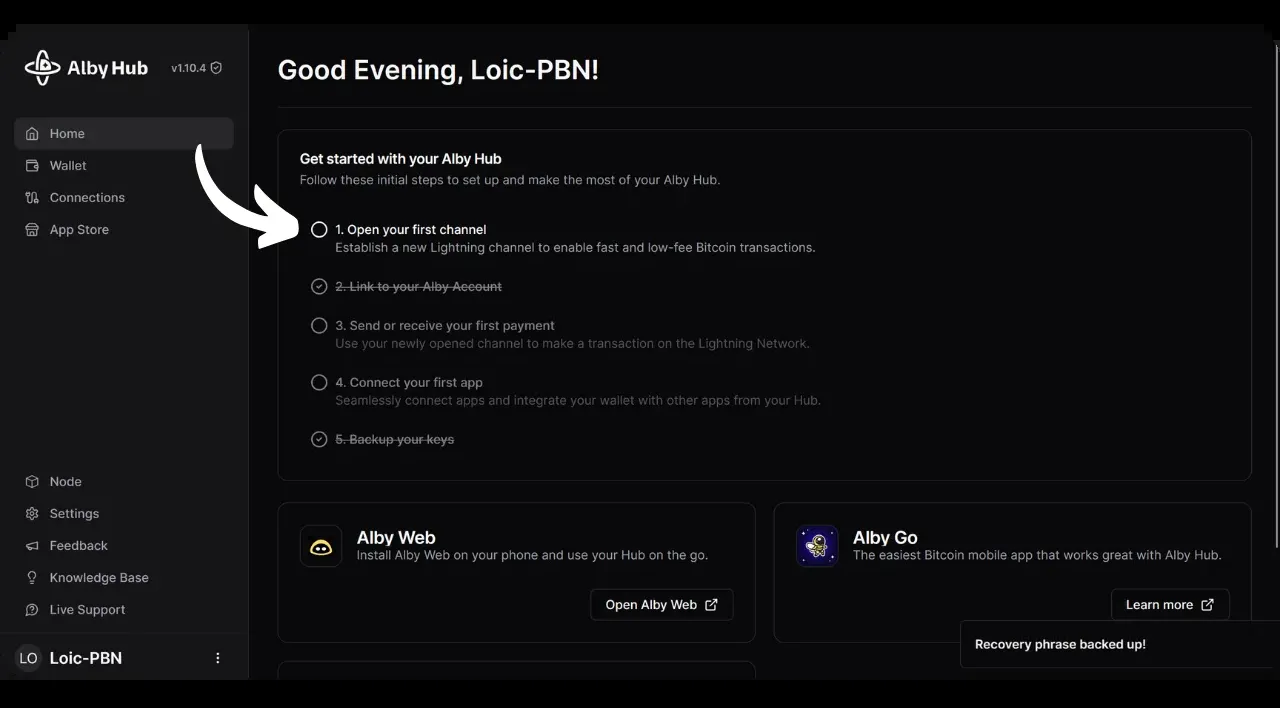 Alby Hub
v1.10.4
Home
Wallet
Connections
App Store
Node
Settings
Feedback
Knowledge Base
Live Support
LO
Loic-PBN
Good Evening, Loic-PBN!
Get started with your Alby Hub
Follow these initial steps to set up and make the most of your Alby Hub.
1. Open your first channel
Establish a new Lightning channel to enable fast and low-fee Bitcoin transactions.
2. Link to your Alby Account
3. Send or receive your first payment
Use your newly opened channel to make a transaction on the Lightning Network.
4. Connect your first app
Seamlessly connect apps and integrate your wallet with other apps from your Hub.
5. Backup your keys
Alby Web
Install Alby Web on your phone and use your Hub on the go.
Open Alby Web
Alby Go
The easiest Bitcoin mobile app that works great with Alby Hub.
Learn more
Recovery phrase backed up!